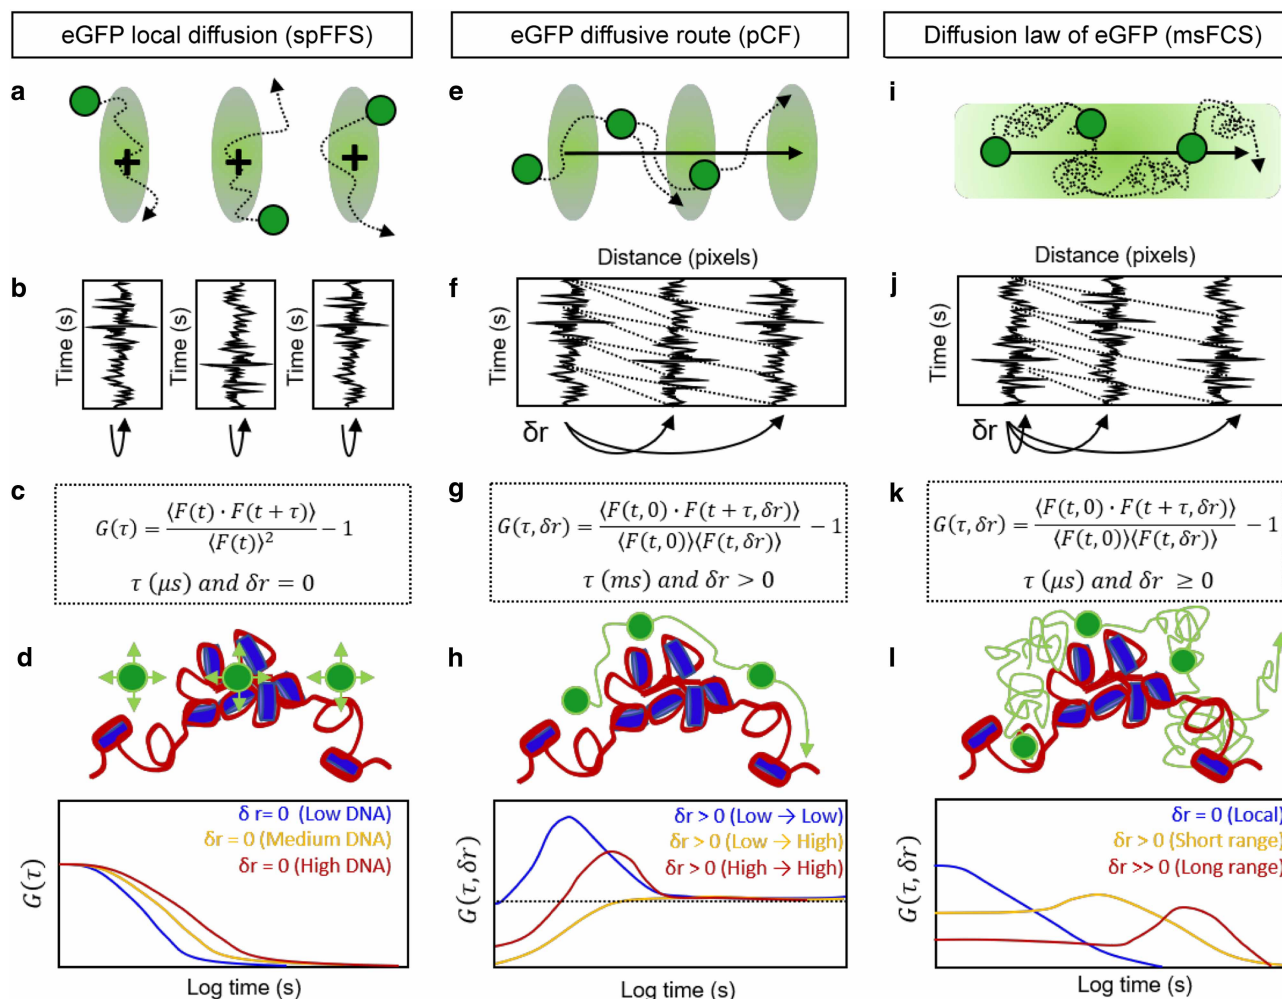 eGFP local diffusion (spFFS)
eGFP diffusive route (pCF)
Diffusion law of eGFP (msFCS)
a
e
i
b
Time (s)
Time (s)
Time (s)
f
Distance (pixels)
Time (s)
δr
j
Distance (pixels)
Time (s)
δr
c
G(τ) = ⟨F(t) · F(t + τ)⟩ / ⟨F(t)⟩² − 1
τ (μs) and δr = 0
g
G(τ, δr) = ⟨F(t, 0) · F(t + τ, δr)⟩ / ⟨F(t, 0)⟩⟨F(t, δr)⟩ − 1
τ (ms) and δr > 0
k
G(τ, δr) = ⟨F(t, 0) · F(t + τ, δr)⟩ / ⟨F(t, 0)⟩⟨F(t, δr)⟩ − 1
τ (μs) and δr ≥ 0
d
h
l
δ r= 0 (Low DNA)
δr = 0 (Medium DNA)
δr = 0 (High DNA)
G(τ)
Log time (s)
δr > 0 (Low → Low)
δr > 0 (Low → High)
δr > 0 (High → High)
G(τ, δr)
Log time (s)
δr = 0 (Local)
δr > 0 (Short range)
δr >> 0 (Long range)
G(τ, δr)
Log time (s)